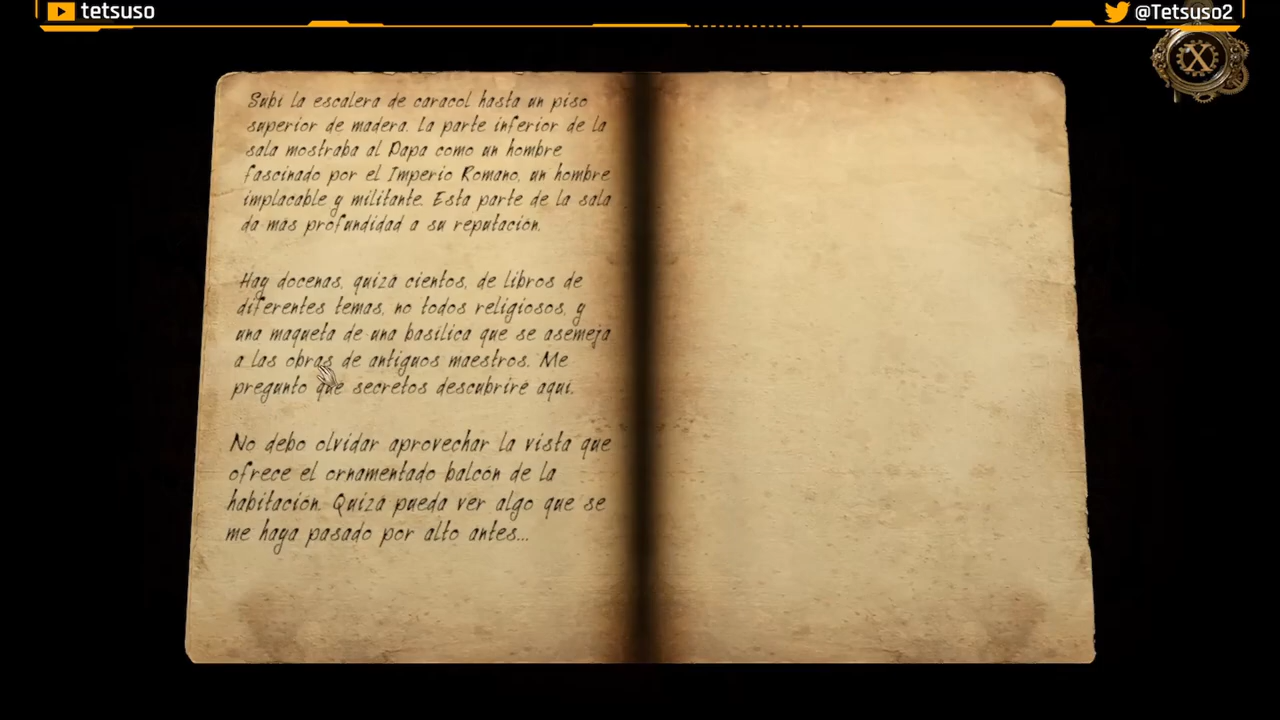 tetsuso
@Tetsuso2
X
Subí la escalera de caracol hasta un piso
superior de madera. La parte inferior de la
sala mostraba al Papa como un hombre
fascinado por el Imperio Romano, un hombre
implacable y militante. Esta parte de la sala
da más profundidad a su reputación.
Hay docenas, quizá cientos, de libros de
diferentes temas, no todos religiosos, y
una maqueta de una basílica que se asemeja
a las obras de antiguos maestros. Me
pregunto qué secretos descubriré aquí.
No debo olvidar aprovechar la vista que
ofrece el ornamentado balcón de la
habitación. Quizá pueda ver algo que se
me haya pasado por alto antes...